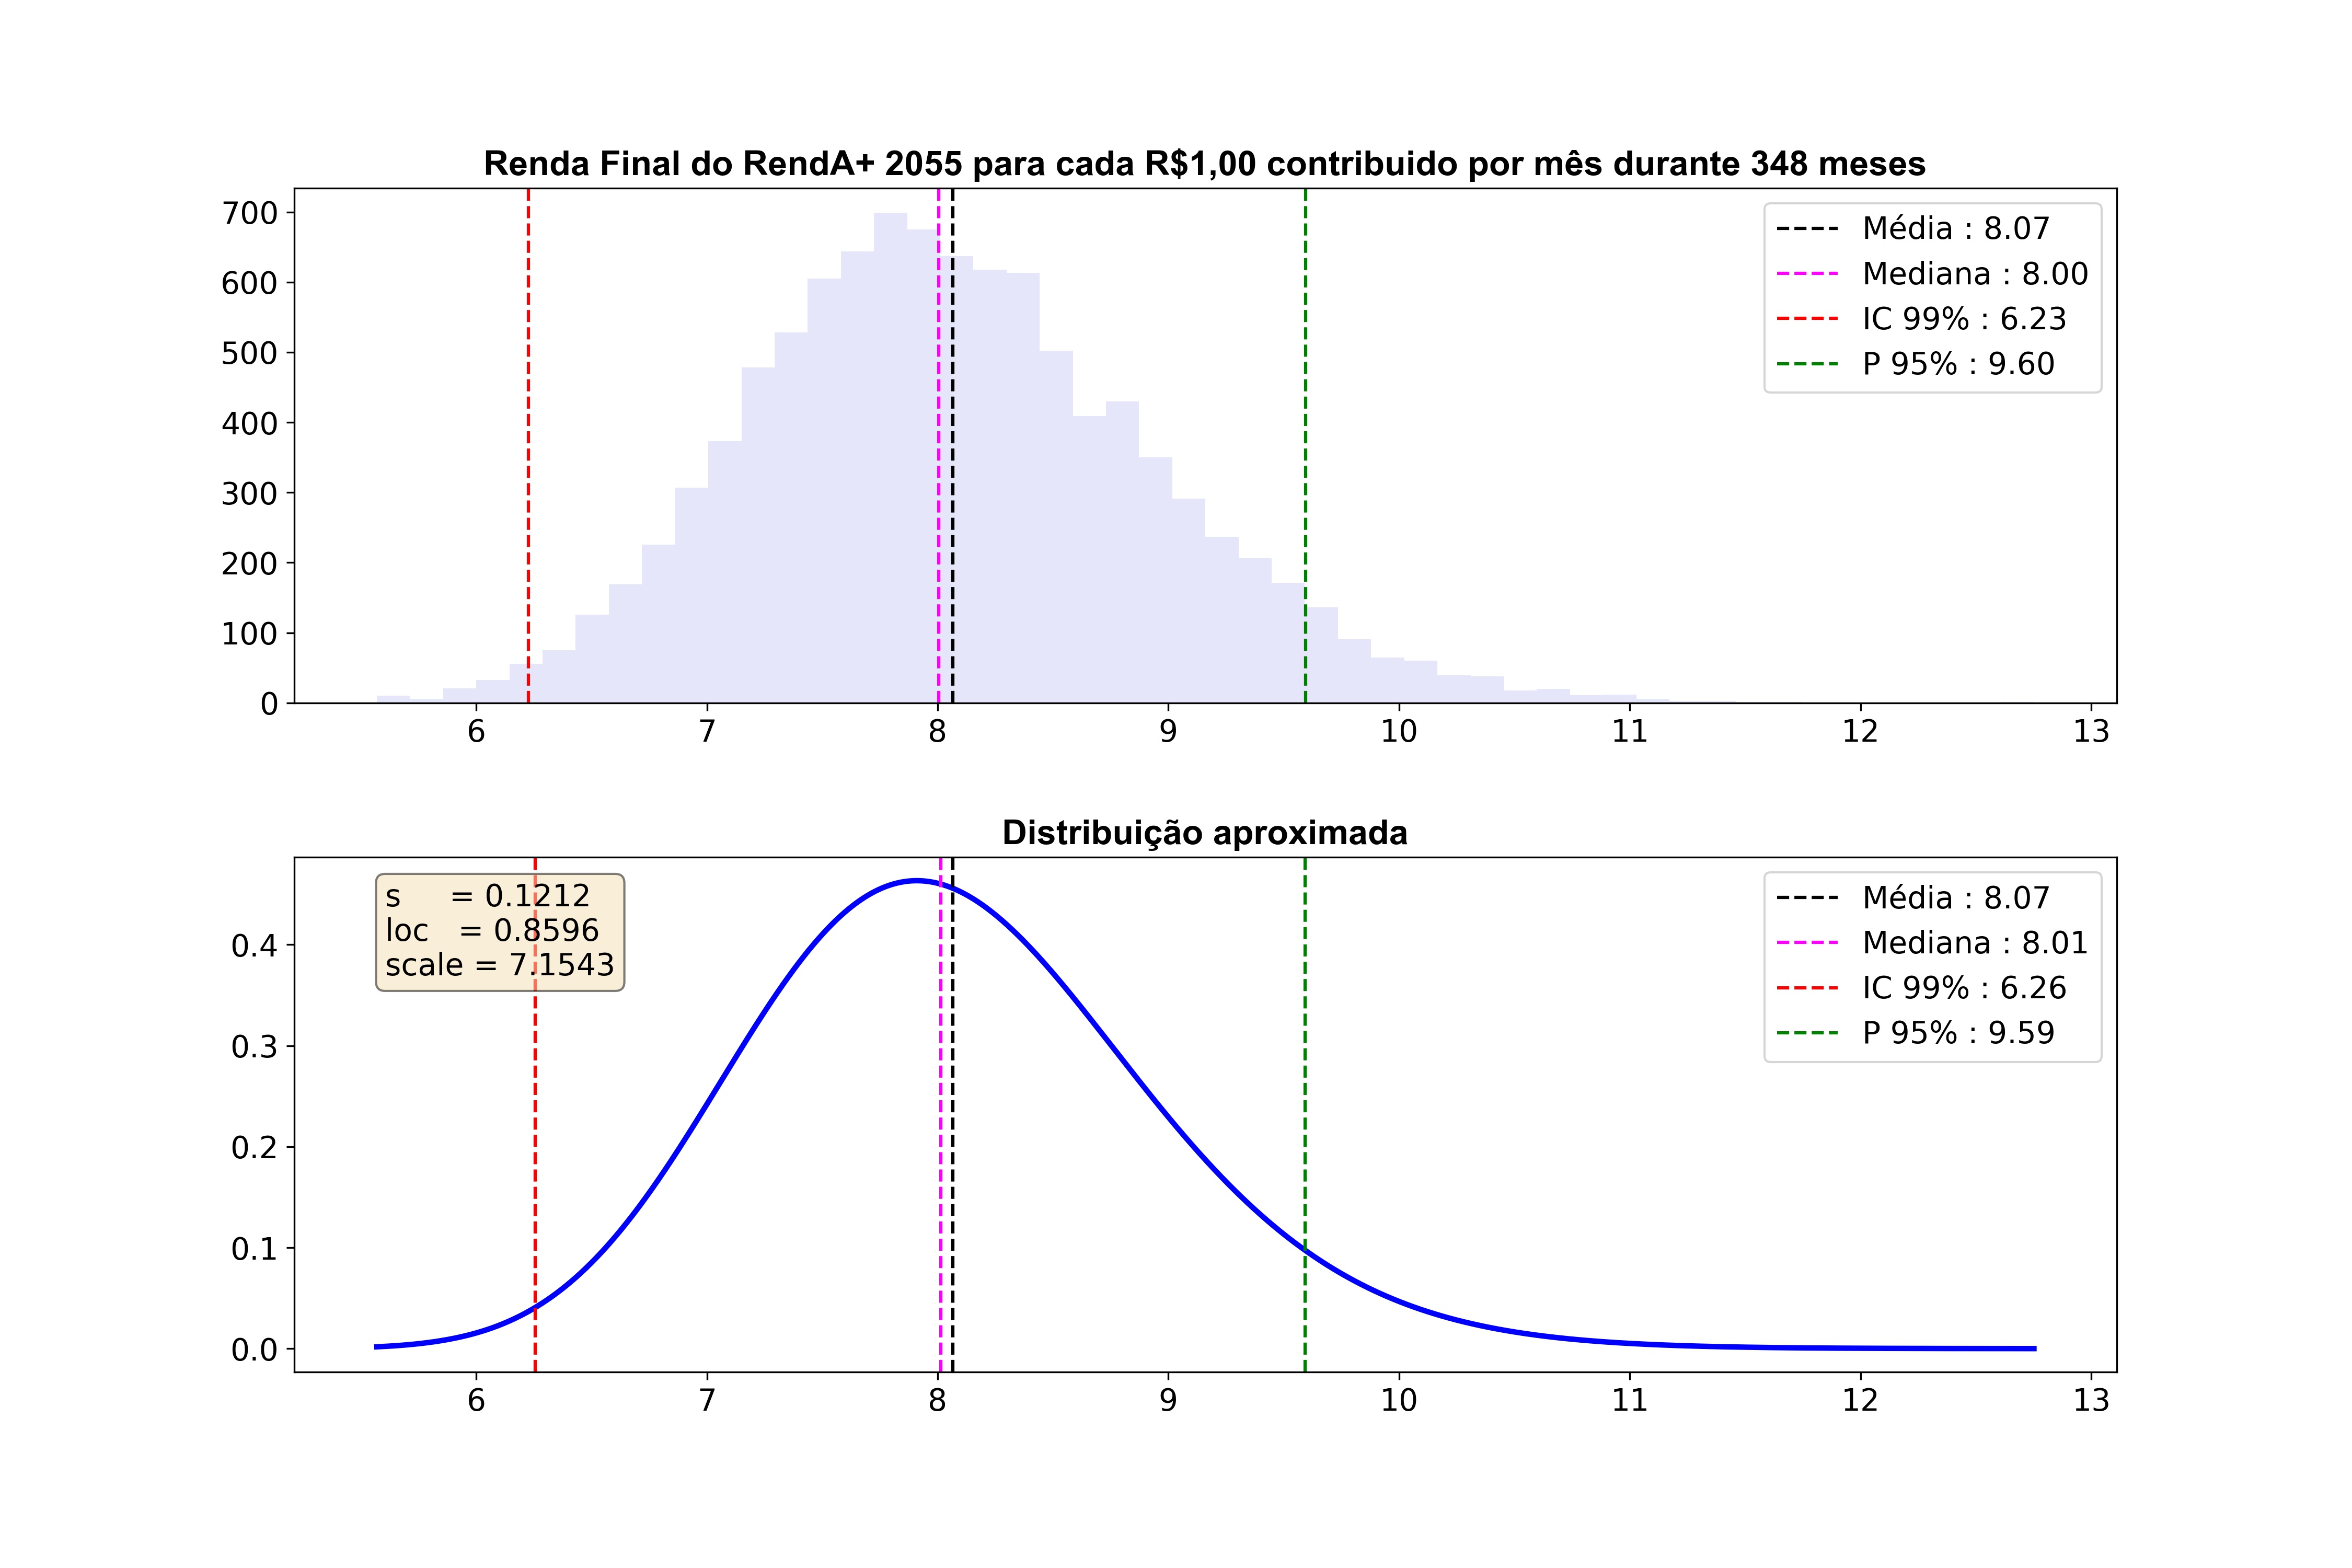 Renda Final do RendA+ 2055 para cada R$1,00 contribuido por mês durante 348 meses
700
600
500
400
300
200
100
0
Média : 8.07
Mediana : 8.00
IC 99% : 6.23
P 95% : 9.60
6 7 8 9 10 11 12 13
Distribuição aproximada
s = 0.1212
loc = 0.8596
scale = 7.1543
0.4
0.3
0.2
0.1
0.0
Média : 8.07
Mediana : 8.01
IC 99% : 6.26
P 95% : 9.59
6 7 8 9 10 11 12 13